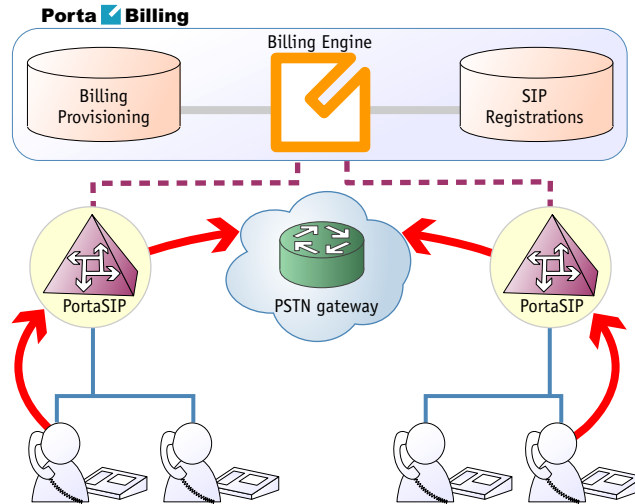 Porta Billing
Billing Engine
Billing
Provisioning
SIP
Registrations
PortaSIP
PSTN gateway
PortaSIP